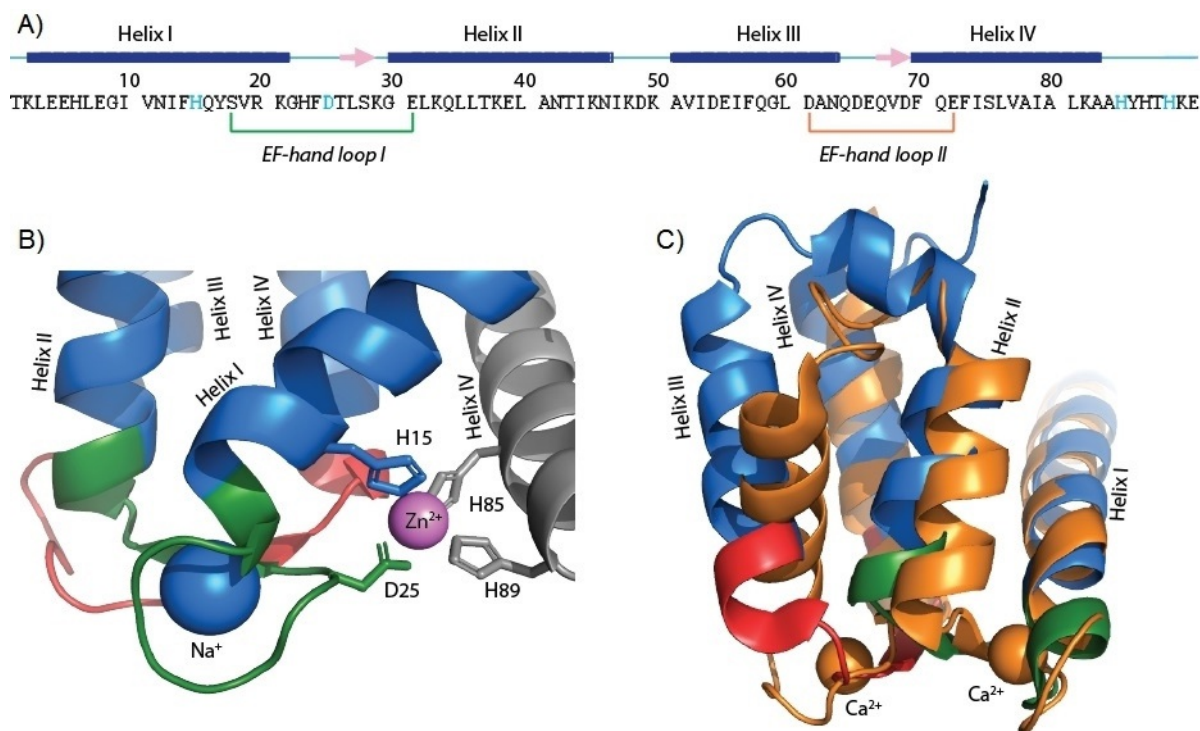 A)
Helix I Helix II Helix III Helix IV
10 20 30 40 50 60 70 80
TKLEEHLEGI VNIFHQYSVR KGHFDTLSKG ELKQLLTKEL ANTIKNIKDK AVIDEIFQGL DANQDEQVDF QEFISLVAIA LKAAHYHTHKE
EF-hand loop I EF-hand loop II
B)
Helix II
Helix III
Helix IV
Helix I
Helix IV
H15
H85
Zn²⁺
D25
H89
Na⁺
C)
Helix IV
Helix II
Helix III
Helix I
Ca²⁺
Ca²⁺